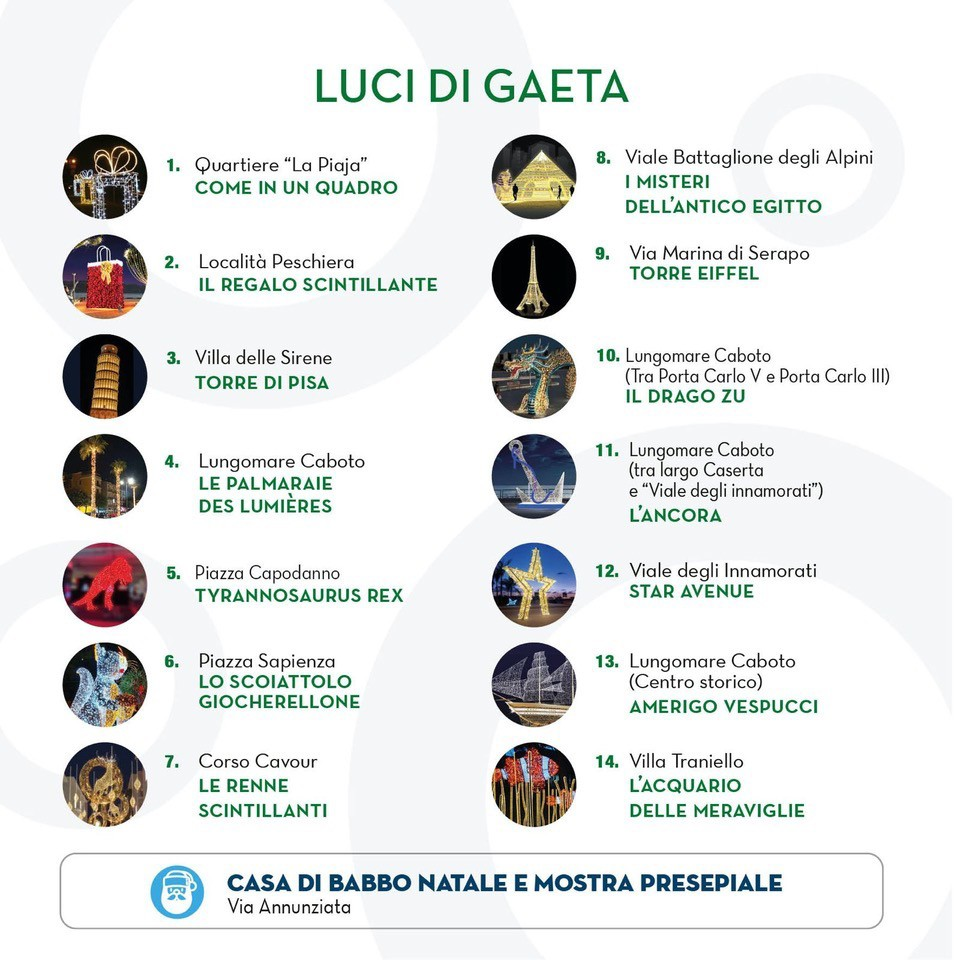 LUCI DI GAETA
1. Quartiere “La Piaja”
COME IN UN QUADRO
2. Località Peschiera
IL REGALO SCINTILLANTE
3. Villa delle Sirene
TORRE DI PISA
4. Lungomare Caboto
LE PALMARAIE
DES LUMIÈRES
5. Piazza Capodanno
TYRANNOSAURUS REX
6. Piazza Sapienza
LO SCOIATTOLO
GIOCHERELLONE
7. Corso Cavour
LE RENNE
SCINTILLANTI
8. Viale Battaglione degli Alpini
I MISTERI
DELL’ANTICO EGITTO
9. Via Marina di Serapo
TORRE EIFFEL
10. Lungomare Caboto
(Tra Porta Carlo V e Porta Carlo III)
IL DRAGO ZU
11. Lungomare Caboto
(tra largo Caserta
e “Viale degli innamorati”)
L’ANCORA
12. Viale degli Innamorati
STAR AVENUE
13. Lungomare Caboto
(Centro storico)
AMERIGO VESPUCCI
14. Villa Traniello
L’ACQUARIO
DELLE MERAVIGLIE
CASA DI BABBO NATALE E MOSTRA PRESEPIALE
Via Annunziata